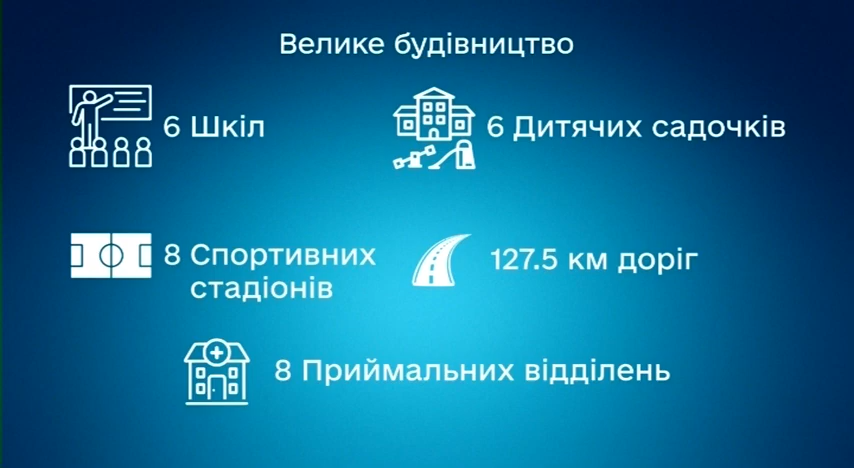 Велике будівництво
6 Шкіл
6 Дитячих садочків
8 Спортивних
стадіонів
127.5 км доріг
8 Приймальних відділень